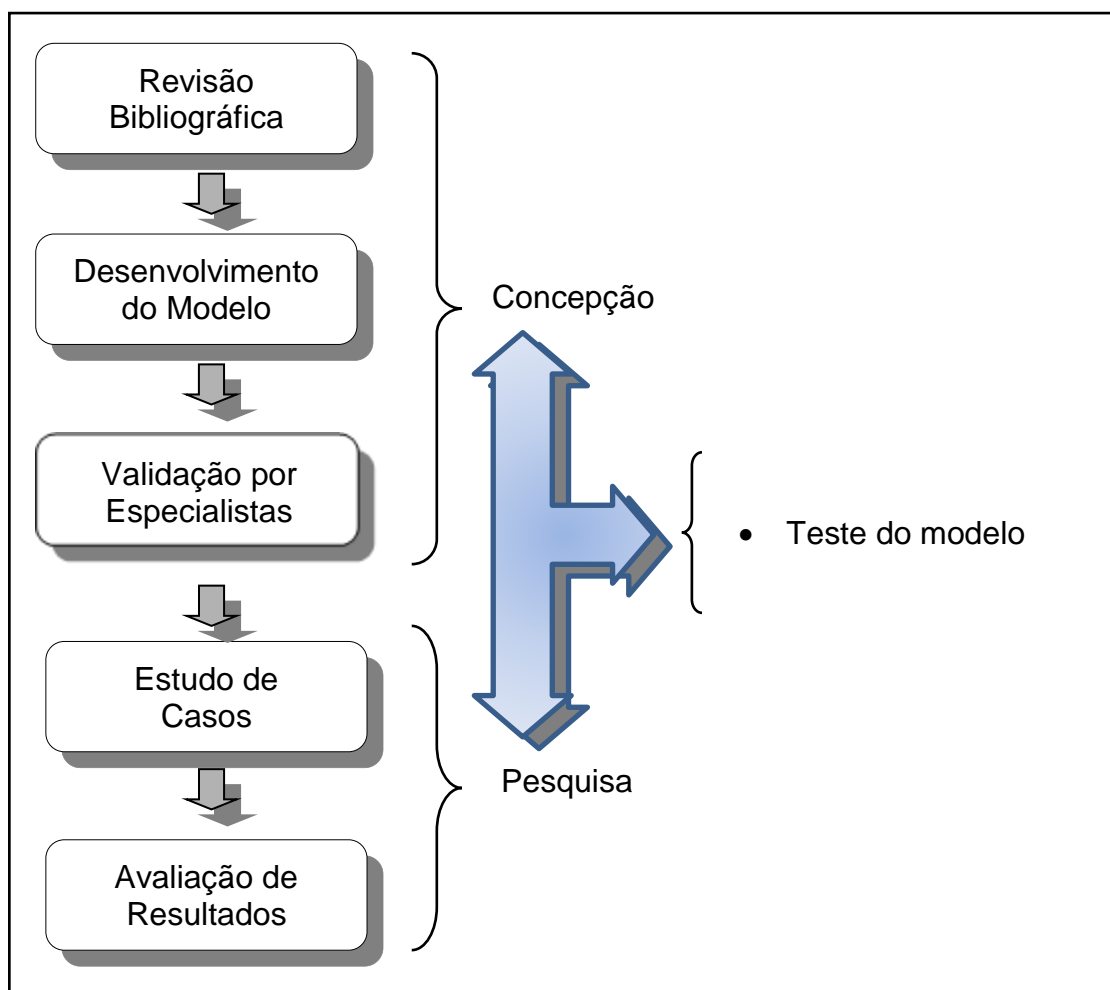 Revisão
Bibliográfica
Desenvolvimento
do Modelo
Validação por
Especialistas
Estudo de
Casos
Avaliação de
Resultados
Concepção
Pesquisa
• Teste do modelo